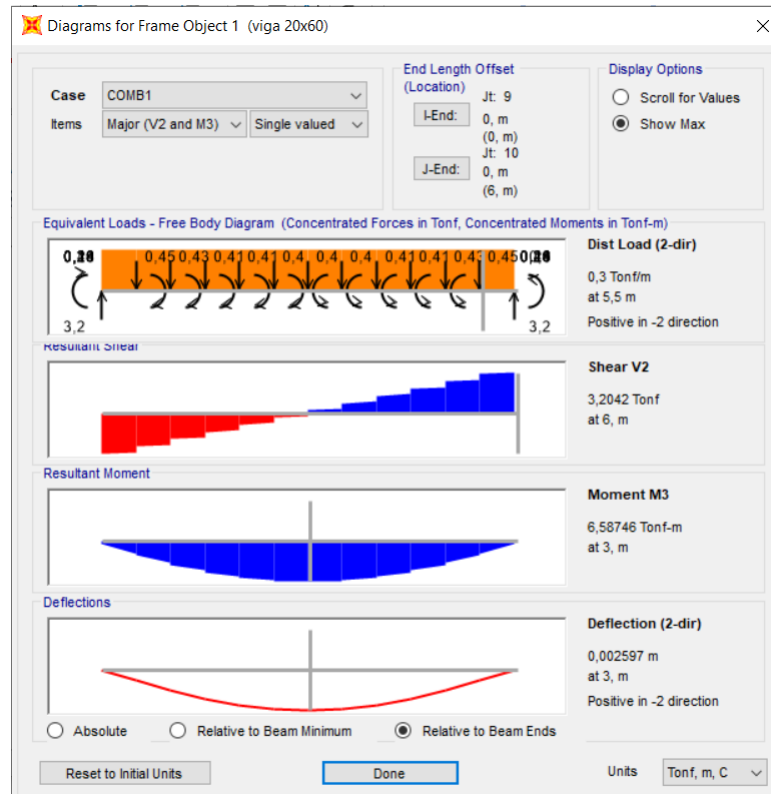 Diagrams for Frame Object 1 (viga 20x60)
Case COMB1
Items Major (V2 and M3) Single valued
End Length Offset
(Location)
I-End: Jt: 9
0, m
(0, m)
J-End: Jt: 10
0, m
(6, m)
Display Options
Scroll for Values
Show Max
Equivalent Loads - Free Body Diagram (Concentrated Forces in Tonf, Concentrated Moments in Tonf-m)
0,45 0,43 0,41 0,41 0,4 0,4 0,4 0,41 0,41 0,43 0,45
3,2 3,2
Dist Load (2-dir)
0,3 Tonf/m
at 5,5 m
Positive in -2 direction
Resultant Shear
Shear V2
3,2042 Tonf
at 6, m
Resultant Moment
Moment M3
6,58746 Tonf-m
at 3, m
Deflections
Deflection (2-dir)
0,002597 m
at 3, m
Positive in -2 direction
Absolute Relative to Beam Minimum Relative to Beam Ends
Reset to Initial Units Done Units Tonf, m, C